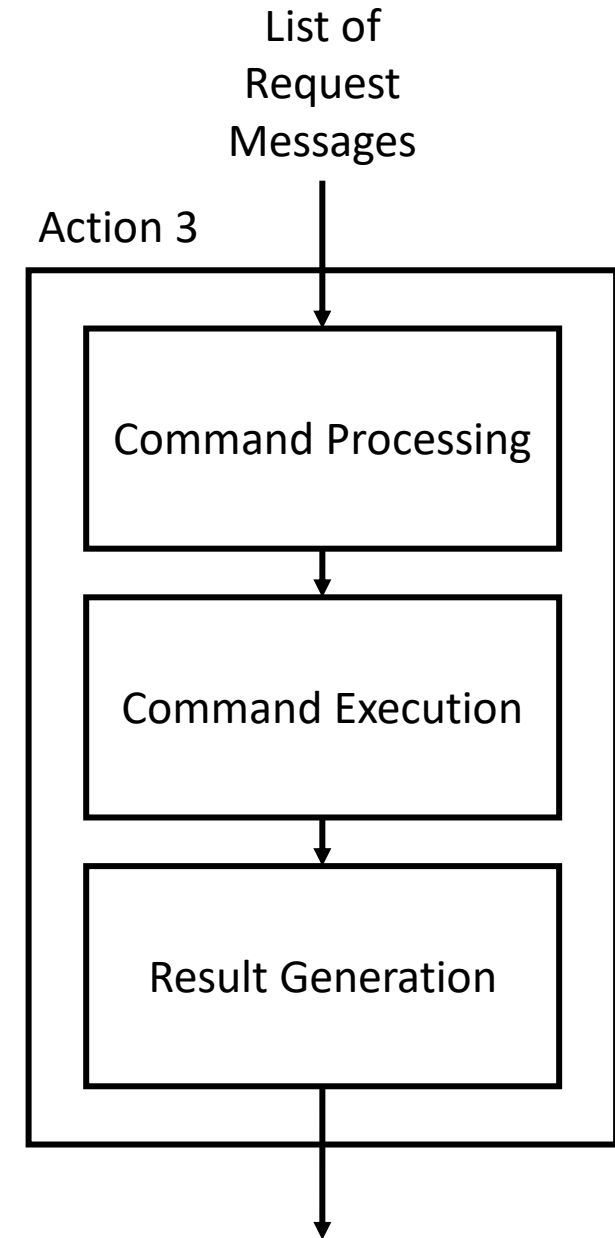 List of
Request
Messages
Action 3
Command Processing
Command Execution
Result Generation